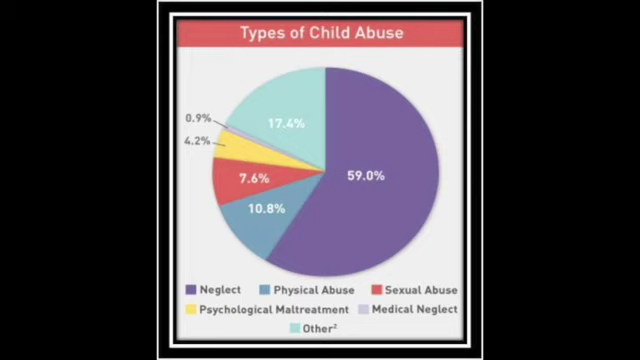 Types of Child Abuse
17.4%
0.9%
4.2%
59.0%
7.6%
10.8%
Neglect Physical Abuse Sexual Abuse
Psychological Maltreatment Medical Neglect
Other²